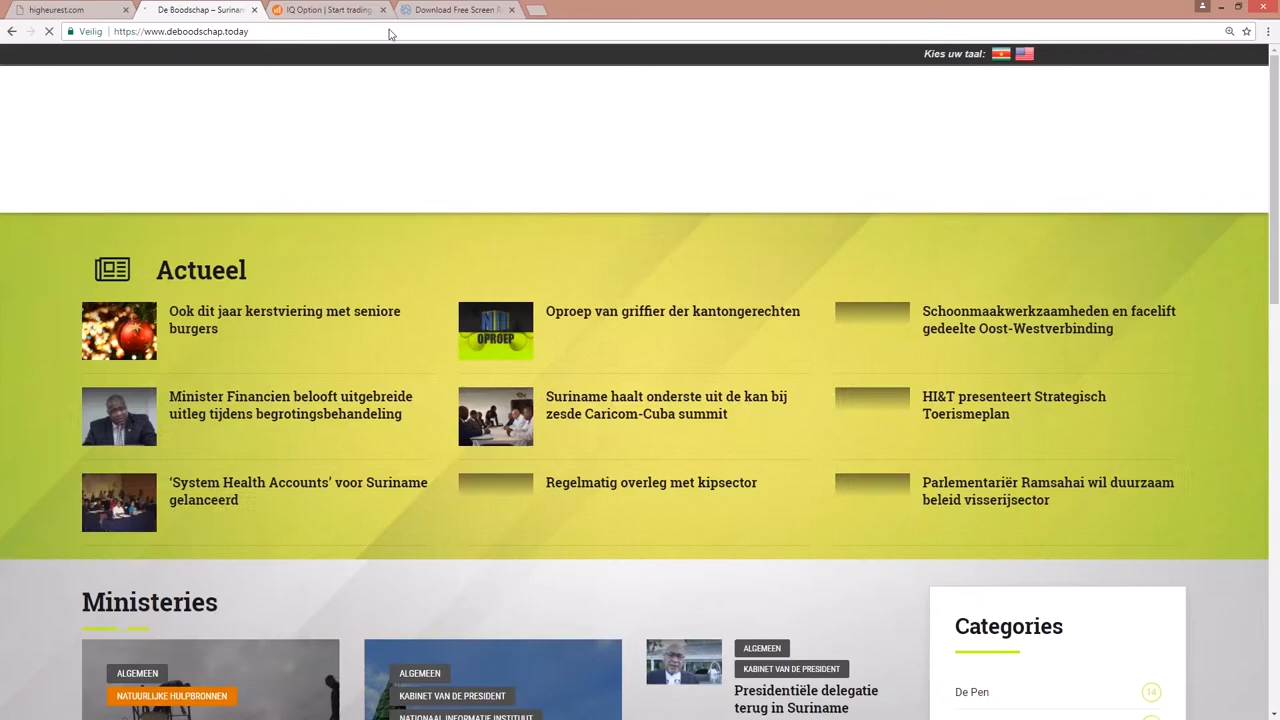 higheurest.com
De Boodschap – Surinam
IQ Option | Start trading
Download Free Screen R
Veilig
https://www.deboodschap.today
Kies uw taal:
Actueel
Ook dit jaar kerstviering met seniore
burgers
Oproep van griffier der kantongerechten
OPROEP
Schoonmaakwerkzaamheden en facelift
gedeelte Oost-Westverbinding
Minister Financien belooft uitgebreide
uitleg tijdens begrotingsbehandeling
Suriname haalt onderste uit de kan bij
zesde Caricom-Cuba summit
HI&T presenteert Strategisch
Toerismeplan
‘System Health Accounts’ voor Suriname
gelanceerd
Regelmatig overleg met kipsector
Parlementariër Ramsahai wil duurzaam
beleid visserijsector
Ministeries
ALGEMEEN
NATUURLIJKE HULPBRONNEN
ALGEMEEN
KABINET VAN DE PRESIDENT
NATIONAAL INFORMATIE INSTITUUT
ALGEMEEN
KABINET VAN DE PRESIDENT
Presidentiële delegatie
terug in Suriname
Categories
De Pen
14